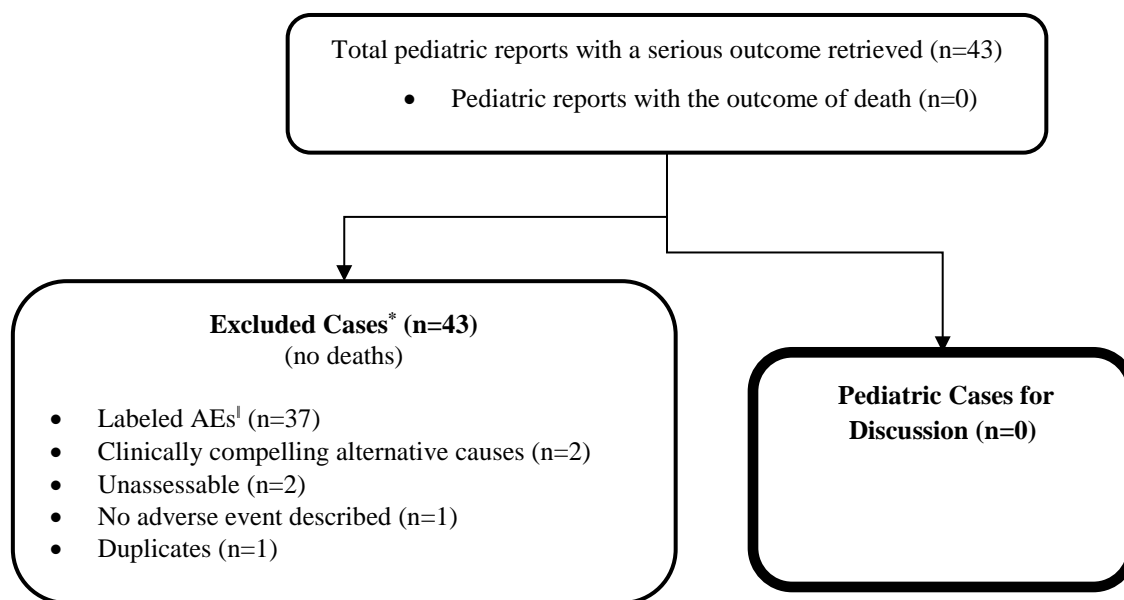 Total pediatric reports with a serious outcome retrieved (n=43)
• Pediatric reports with the outcome of death (n=0)
Excluded Cases* (n=43)
(no deaths)
• Labeled AEs‖ (n=37)
• Clinically compelling alternative causes (n=2)
• Unassessable (n=2)
• No adverse event described (n=1)
• Duplicates (n=1)
Pediatric Cases for
Discussion (n=0)